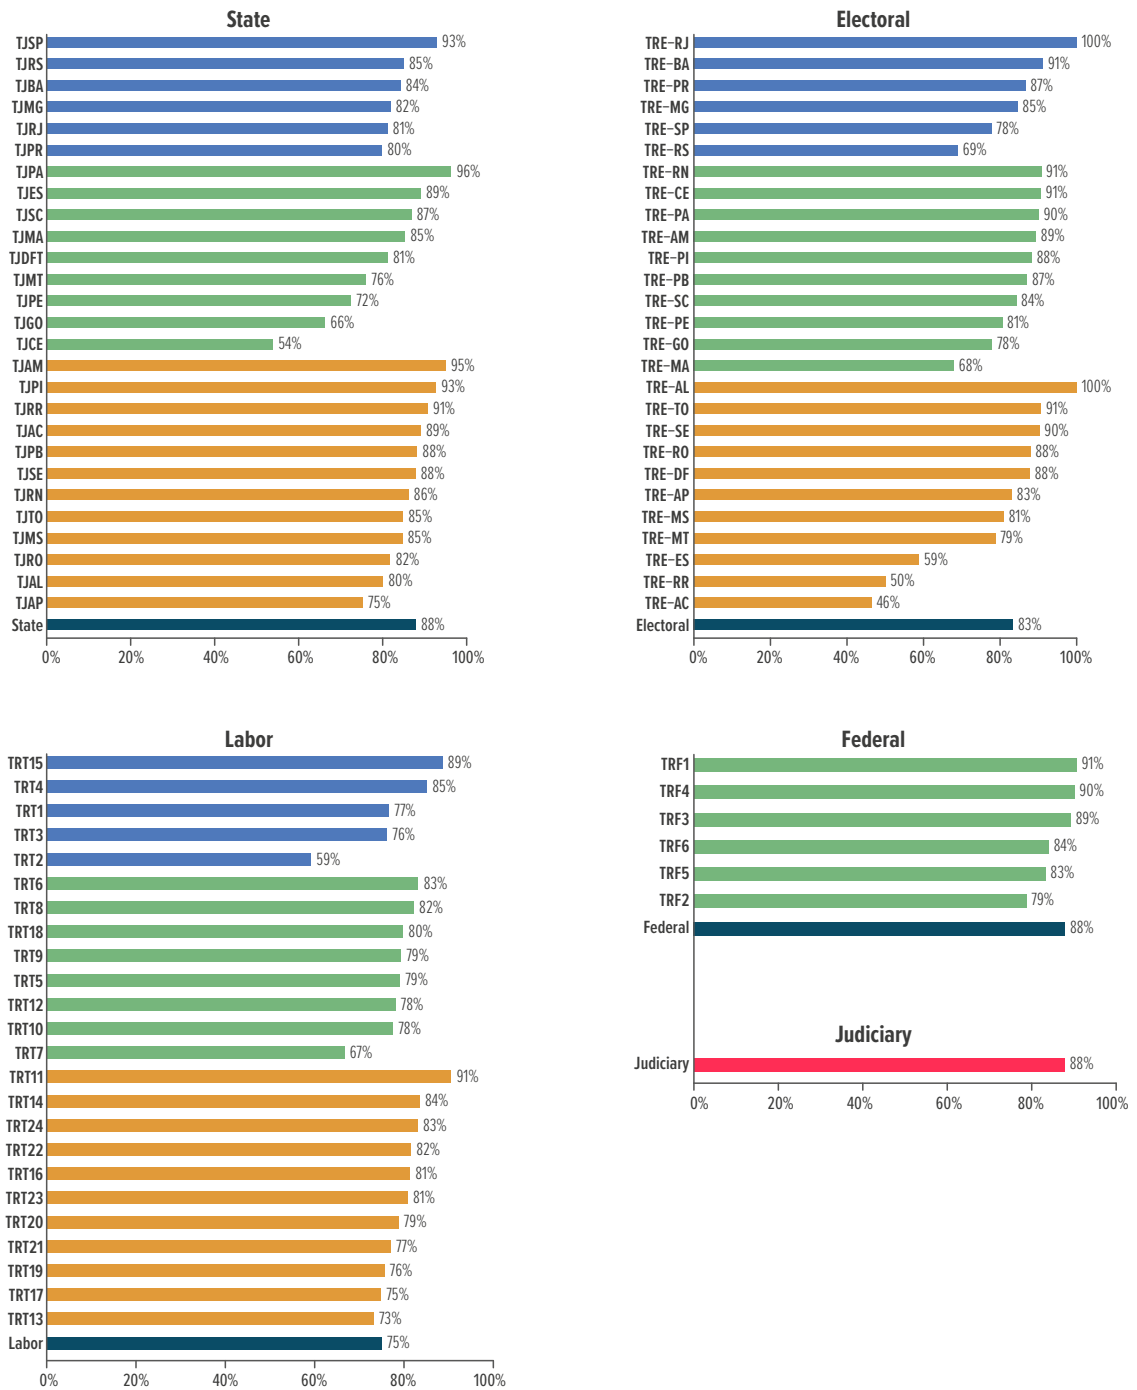 State
TJSP 93%
TJRS 85%
TJBA 84%
TJMG 82%
TJRJ 81%
TJPR 80%
TJPA 96%
TJES 89%
TJSC 87%
TJMA 85%
TJDFT 81%
TJMT 76%
TJPE 72%
TJGO 66%
TJCE 54%
TJAM 95%
TJPI 93%
TJRR 91%
TJAC 89%
TJPB 88%
TJSE 88%
TJRN 86%
TJTO 85%
TJMS 85%
TJRO 82%
TJAL 80%
TJAP 75%
State 88%
0% 20% 40% 60% 80% 100%
Electoral
TRE–RJ 100%
TRE–BA 91%
TRE–PR 87%
TRE–MG 85%
TRE–SP 78%
TRE–RS 69%
TRE–RN 91%
TRE–CE 91%
TRE–PA 90%
TRE–AM 89%
TRE–PI 88%
TRE–PB 87%
TRE–SC 84%
TRE–PE 81%
TRE–GO 78%
TRE–MA 68%
TRE–AL 100%
TRE–TO 91%
TRE–SE 90%
TRE–RO 88%
TRE–DF 88%
TRE–AP 83%
TRE–MS 81%
TRE–MT 79%
TRE–ES 59%
TRE–RR 50%
TRE–AC 46%
Electoral 83%
0% 20% 40% 60% 80% 100%
Labor
TRT15 89%
TRT4 85%
TRT1 77%
TRT3 76%
TRT2 59%
TRT6 83%
TRT8 82%
TRT18 80%
TRT9 79%
TRT5 79%
TRT12 78%
TRT10 78%
TRT7 67%
TRT11 91%
TRT14 84%
TRT24 83%
TRT22 82%
TRT16 81%
TRT23 81%
TRT20 79%
TRT21 77%
TRT19 76%
TRT17 75%
TRT13 73%
Labor 75%
0% 20% 40% 60% 80% 100%
Federal
TRF1 91%
TRF4 90%
TRF3 89%
TRF6 84%
TRF5 83%
TRF2 79%
Federal 88%
Judiciary
Judiciary 88%
0% 20% 40% 60% 80% 100%